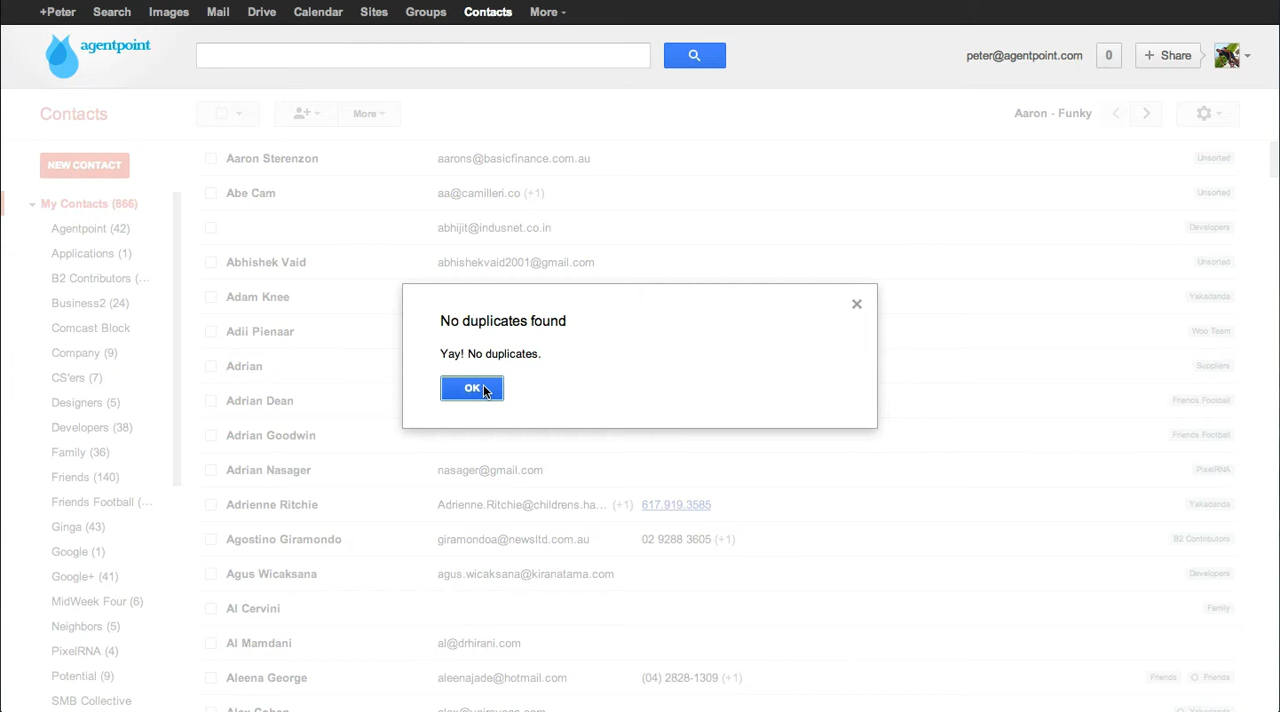 +Peter Search Images Mail Drive Calendar Sites Groups Contacts More
agentpoint
peter@agentpoint.com 0 + Share
Contacts More Aaron - Funky
NEW CONTACT
My Contacts (866)
Agentpoint (42)
Applications (1)
B2 Contributors (...
Business2 (24)
Comcast Block
Company (9)
CS'ers (7)
Designers (5)
Developers (38)
Family (36)
Friends (140)
Friends Football (...
Ginga (43)
Google (1)
Google+ (41)
MidWeek Four (6)
Neighbors (5)
PixelRNA (4)
Potential (9)
SMB Collective
Aaron Sterenzon aarons@basicfinance.com.au Unsorted
Abe Cam aa@camilleri.co (+1) Unsorted
abhijit@indusnet.co.in Developers
Abhishek Vaid abhishekvaid2001@gmail.com Unsorted
Adam Knee Yakadanda
Adii Pienaar Woo Team
Adrian Suppliers
Adrian Dean Friends Football
Adrian Goodwin Friends Football
Adrian Nasager nasager@gmail.com PixelRNA
Adrienne Ritchie Adrienne.Ritchie@childrens.ha... (+1) 617.919.3585 Yakadanda
Agostino Giramondo giramondoa@newsltd.com.au 02 9288 3605 (+1) B2 Contributors
Agus Wicaksana agus.wicaksana@kiranatama.com Developers
Al Cervini Family
Al Mamdani al@drhirani.com
Aleena George aleenajade@hotmail.com (04) 2828-1309 (+1) Friends Friends
No duplicates found
Yay! No duplicates.
OK